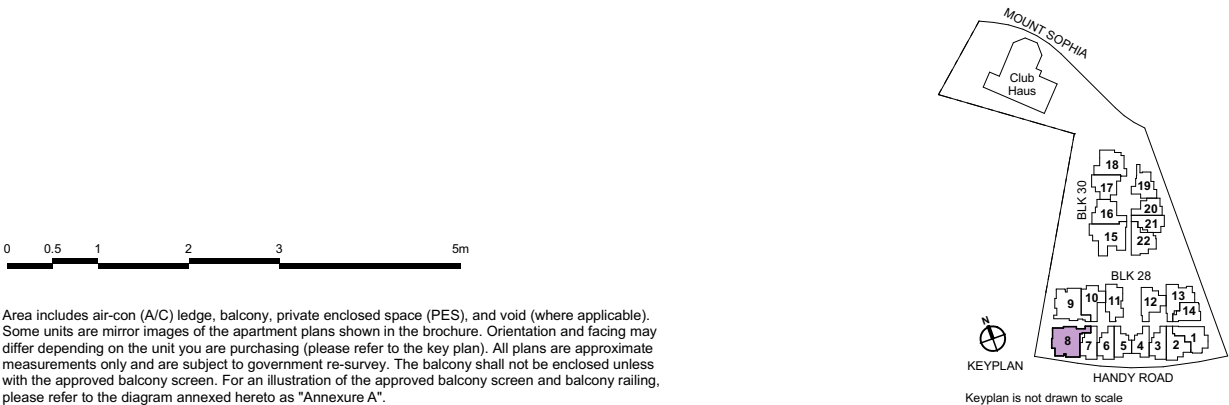 MOUNT SOPHIA
Club
Haus
BLK 30
18
17
19
16
20
21
15
22
0 0.5 1 2 3 5m
BLK 28
9 10 11 12 13
14
8 7 6 5 4 3 2 1
N
KEYPLAN
HANDY ROAD
Keyplan is not drawn to scale
Area includes air-con (A/C) ledge, balcony, private enclosed space (PES), and void (where applicable).
Some units are mirror images of the apartment plans shown in the brochure. Orientation and facing may
differ depending on the unit you are purchasing (please refer to the key plan). All plans are approximate
measurements only and are subject to government re-survey. The balcony shall not be enclosed unless
with the approved balcony screen. For an illustration of the approved balcony screen and balcony railing,
please refer to the diagram annexed hereto as "Annexure A".